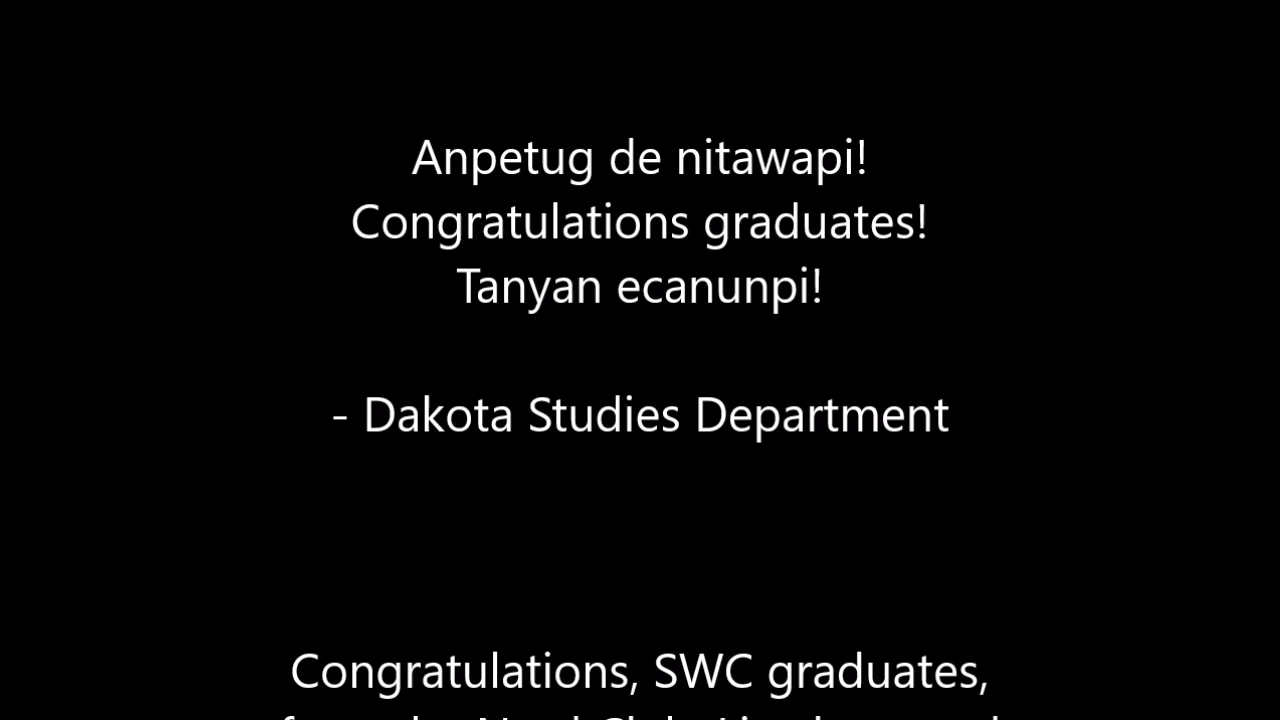 Anpetug de nitawapi!
Congratulations graduates!
Tanyan ecanunpi!
- Dakota Studies Department
Congratulations, SWC graduates,